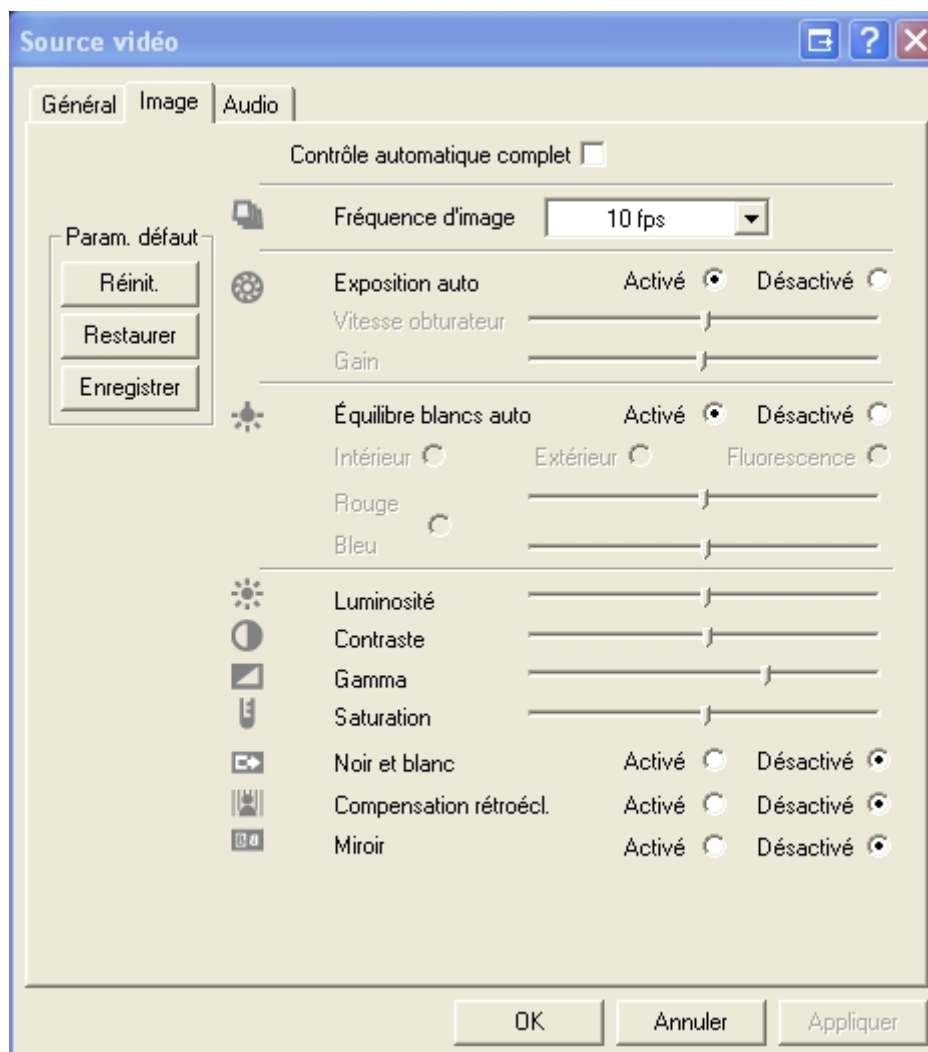 Source vidéo
Général Image Audio
Contrôle automatique complet
Param. défaut
Réinit.
Restaurer
Enregistrer
Fréquence d'image 10 fps
Exposition auto Activé Désactivé
Vitesse obturateur
Gain
Équilibre blancs auto Activé Désactivé
Intérieur Extérieur Fluorescence
Rouge
Bleu
Luminosité
Contraste
Gamma
Saturation
Noir et blanc Activé Désactivé
Compensation rétroécl. Activé Désactivé
Miroir Activé Désactivé
OK Annuler Appliquer